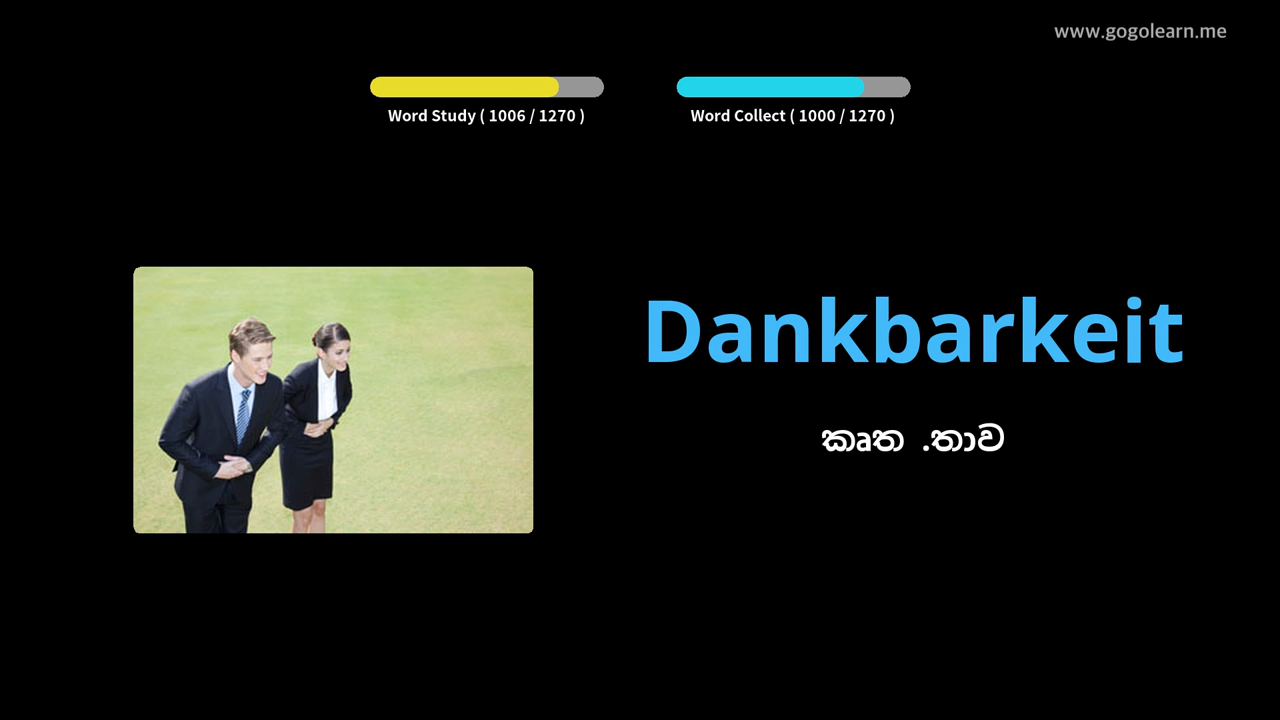 www.gogolearn.me
Word Study ( 1006 / 1270 )
Word Collect ( 1000 / 1270 )
Dankbarkeit
කෘත .තාව